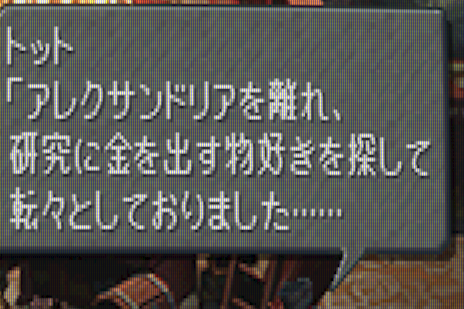 トット
「アレクサンドリアを離れ、
研究に金を出す物好きを探して
転々としておりました……